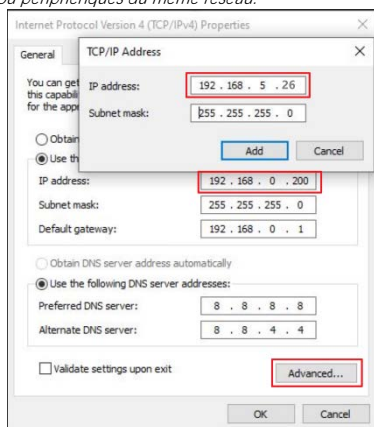 ou périphériques du même réseau.
Internet Protocol Version 4 (TCP/IPv4) Properties
General
TCP/IP Address
You can get
this capabili
for the appr
IP address:
192 . 168 . 5 . 26
Subnet mask:
255 . 255 . 255 . 0
Add
Cancel
Obtain
Use th
IP address:
192 . 168 . 0 . 200
Subnet mask:
255 . 255 . 255 . 0
Default gateway:
192 . 168 . 0 . 1
Obtain DNS server address automatically
Use the following DNS server addresses:
Preferred DNS server:
8 . 8 . 8 . 8
Alternate DNS server:
8 . 8 . 4 . 4
Validate settings upon exit
Advanced...
OK
Cancel